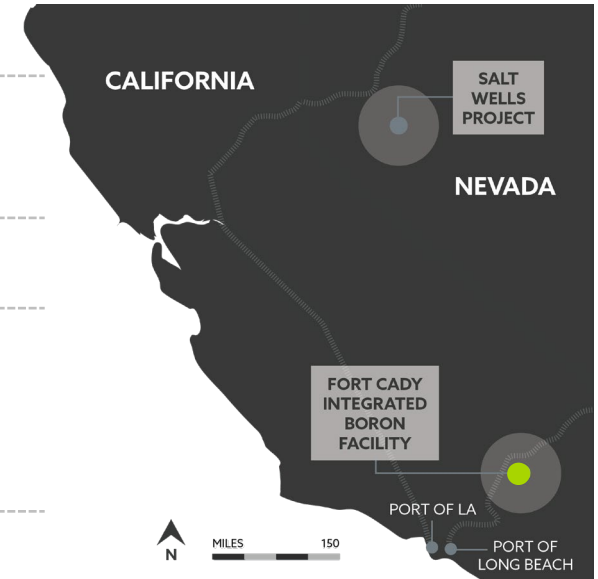 CALIFORNIA
SALT
WELLS
PROJECT
NEVADA
FORT CADY
INTEGRATED
BORON
FACILITY
PORT OF LA
PORT OF
LONG BEACH
N
MILES 150